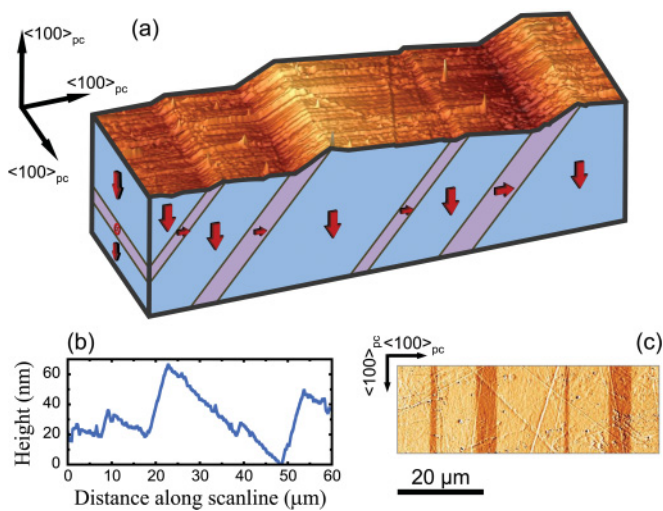 (a)
<100>pc
<100>pc
<100>pc
(b)
Height (nm)
60
40
20
0
0 10 20 30 40 50 60
Distance along scanline (μm)
(c)
<100>pc
<100>pc
20 μm